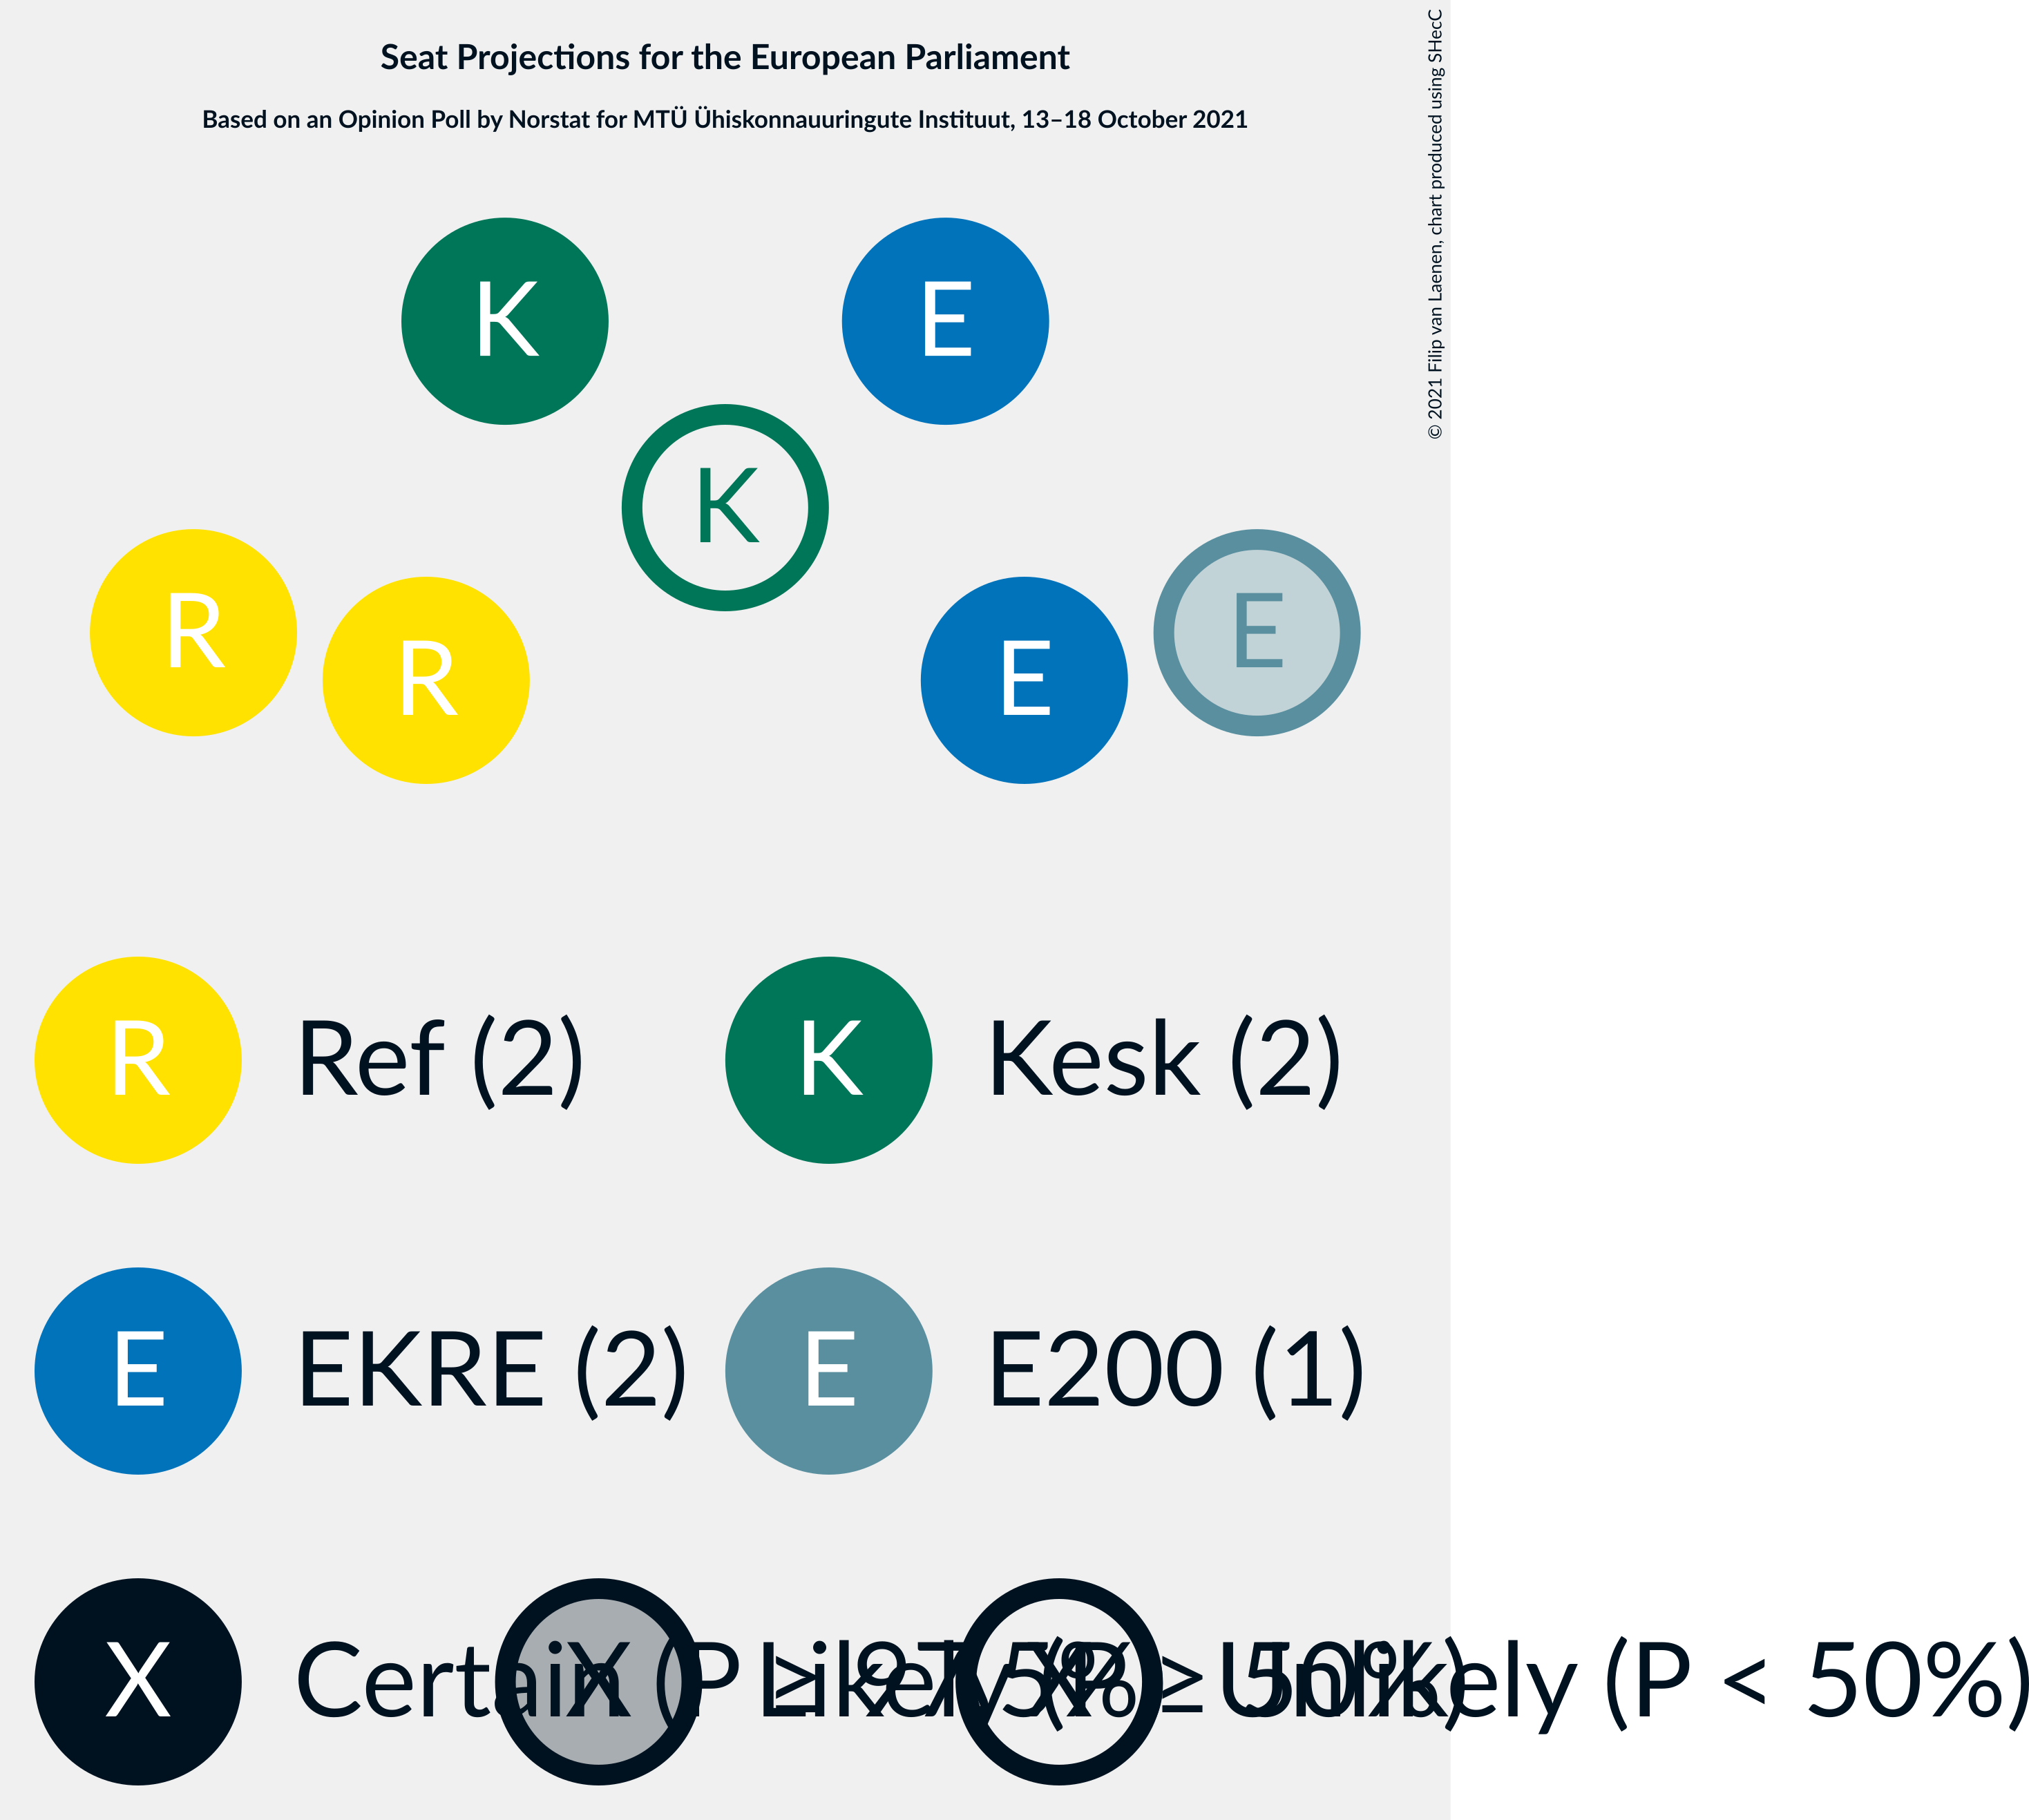 Seat Projections for the European Parliament
Based on an Opinion Poll by Norstat for MTÜ Ühiskonnauuringute Instituut, 13–18 October 2021
© 2021 Filip van Laenen, chart produced using SHecC
K E
K
R E
R E
R Ref (2) K Kesk (2)
E EKRE (2) E E200 (1)
X Certain (P ≥ 95%) X Likely (P ≥ 50%) X Unlikely (P < 50%)